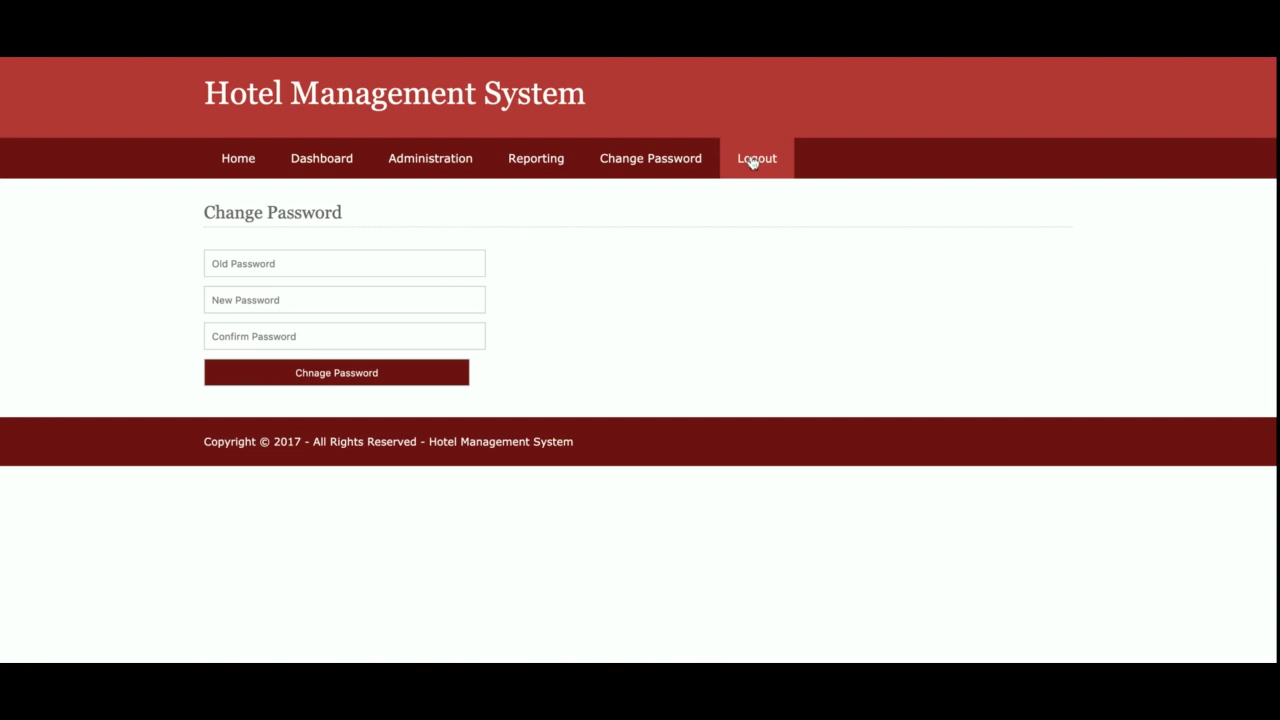 Hotel Management System
Home Dashboard Administration Reporting Change Password Logout
Change Password
Old Password
New Password
Confirm Password
Chnage Password
Copyright © 2017 - All Rights Reserved - Hotel Management System